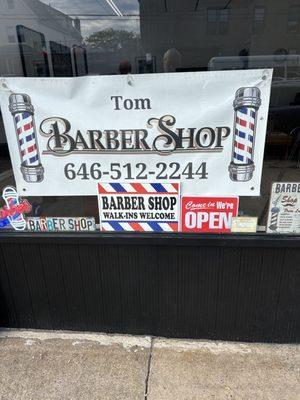 Tom
Tom
BARBER SHOP
646-512-2244
BARBER SHOP
WALK-INS WELCOME
Come in We're
OPEN
BARBER SHOP
BARBER
Shop